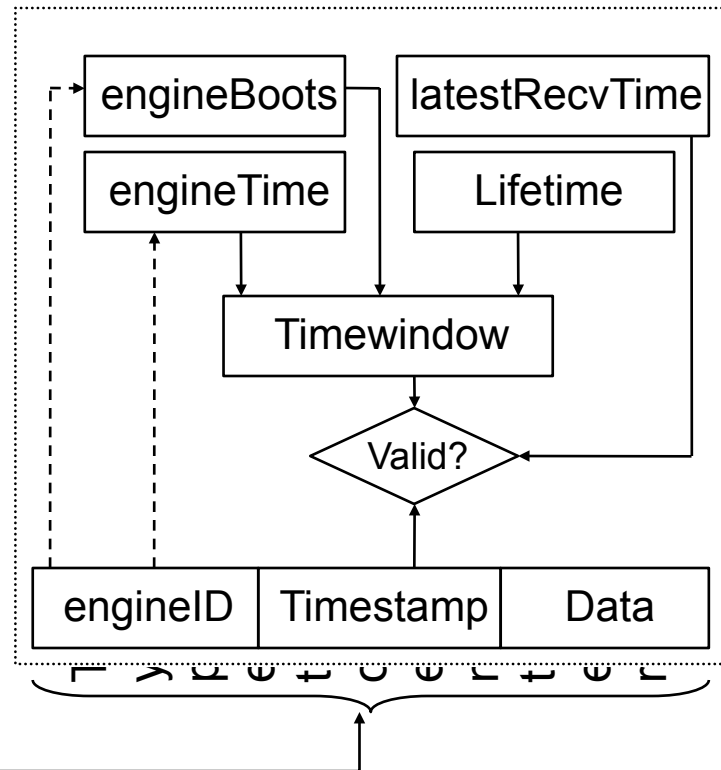 engineBoots
latestRecvTime
engineTime
Lifetime
Timewindow
Valid?
engineID
Timestamp
Data